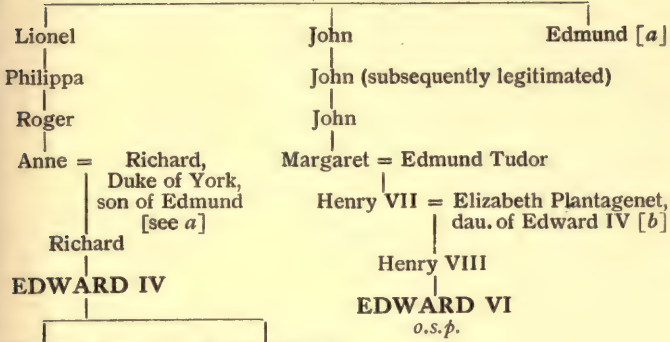 Lionel John Edmund [a]
Philippa John (subsequently legitimated)
Roger John
Anne = Richard, Margaret = Edmund Tudor
Duke of York,
son of Edmund Henry VII = Elizabeth Plantagenet,
[see a] dau. of Edward IV [b]
Richard
Henry VIII
EDWARD IV
EDWARD VI
o.s.p.